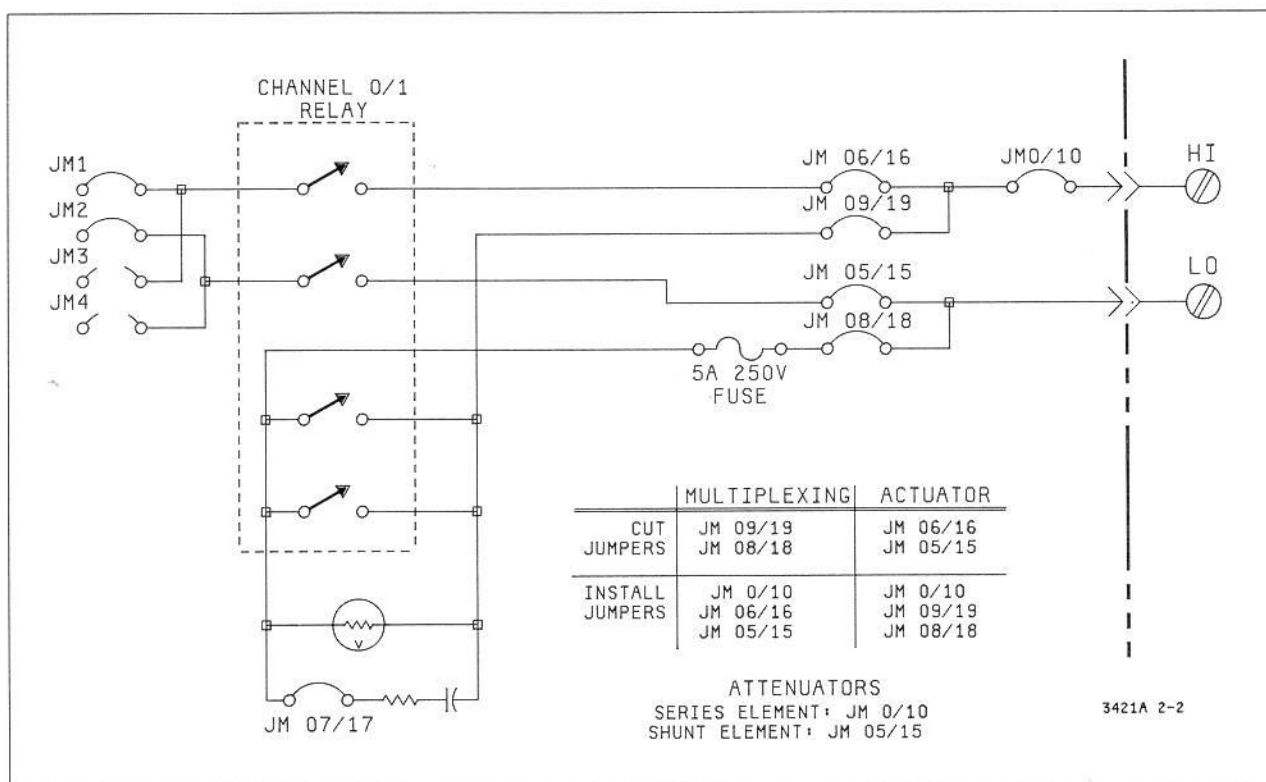 CHANNEL 0/1
RELAY
JM1
JM2
JM3
JM4
JM 06/16
JM0/10
HI
JM 09/19
JM 05/15
LO
JM 08/18
5A 250V
FUSE
MULTIPLEXING ACTUATOR
CUT JM 09/19 JM 06/16
JUMPERS JM 08/18 JM 05/15
INSTALL JM 0/10 JM 0/10
JUMPERS JM 06/16 JM 09/19
JM 05/15 JM 08/18
V
JM 07/17
ATTENUATORS
SERIES ELEMENT: JM 0/10
SHUNT ELEMENT: JM 05/15
3421A 2-2